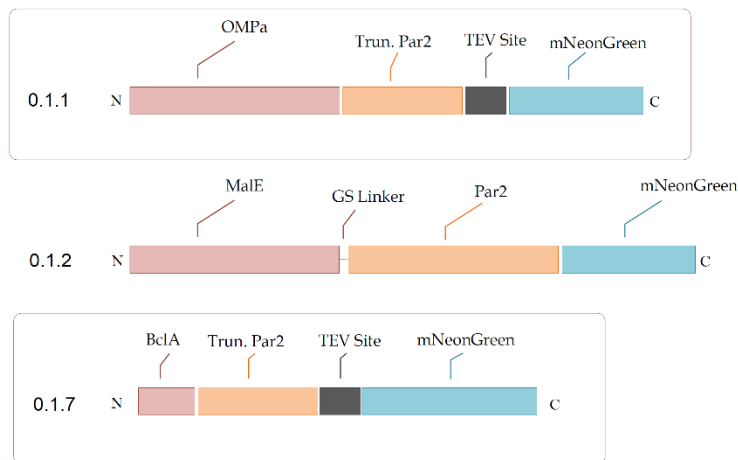 OMPa
Trun. Par2 TEV Site mNeonGreen
0.1.1 N C
MalE GS Linker Par2 mNeonGreen
0.1.2 N C
BclA Trun. Par2 TEV Site mNeonGreen
0.1.7 N C